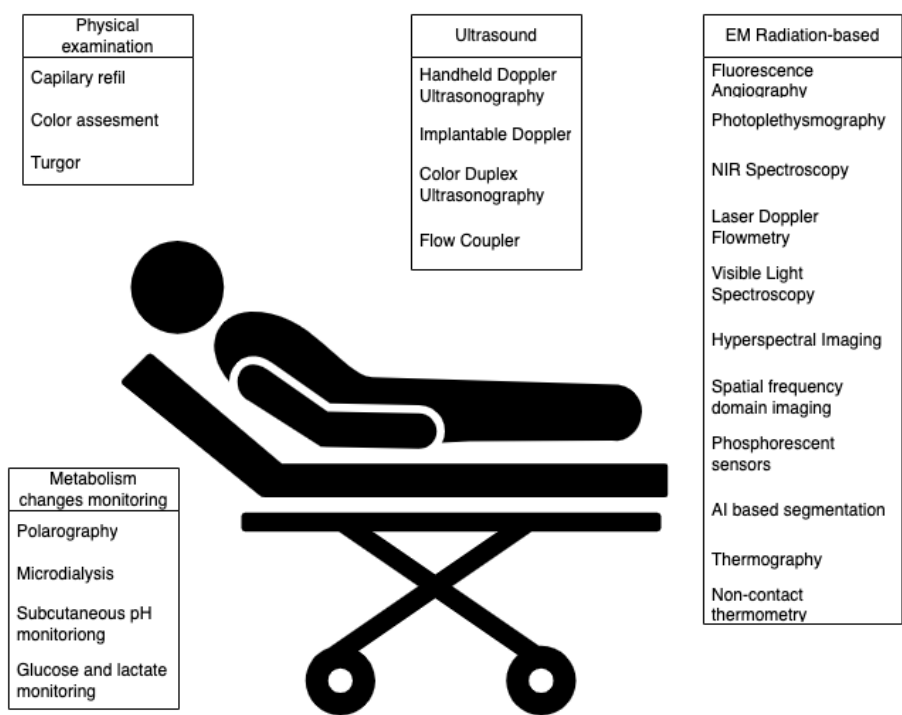 Physical
examination
Capilary refil
Color assesment
Turgor
Ultrasound
Handheld Doppler
Ultrasonography
Implantable Doppler
Color Duplex
Ultrasonography
Flow Coupler
EM Radiation-based
Fluorescence
Angiography
Photoplethysmography
NIR Spectroscopy
Laser Doppler
Flowmetry
Visible Light
Spectroscopy
Hyperspectral Imaging
Spatial frequency
domain imaging
Phosphorescent
sensors
AI based segmentation
Thermography
Non-contact
thermometry
Metabolism
changes monitoring
Polarography
Microdialysis
Subcutaneous pH
monitoriong
Glucose and lactate
monitoring